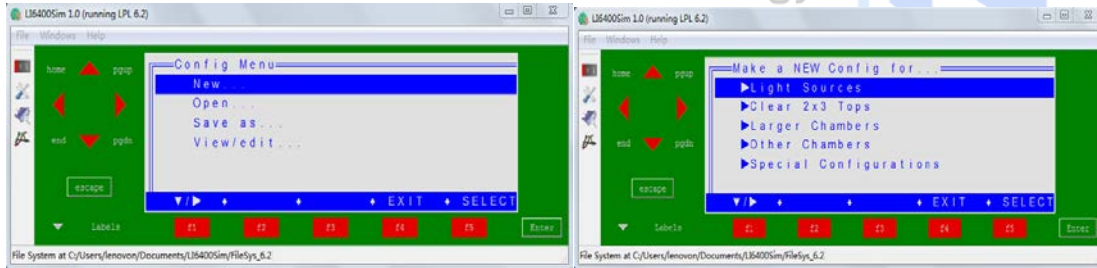 LI6400Sim 1.0 (running LPL 6.2)
File Windows Help
home pgup
end pgdn
escape
Labels
Config Menu
New...
Open...
Save as...
View/edit...
EXIT SELECT
f1 f2 f3 f4 f5 Enter
File System at C:/Users/lenovon/Documents/LI6400Sim/FileSys_6.2
LI6400Sim 1.0 (running LPL 6.2)
File Windows Help
home pgup
end pgdn
escape
Labels
Make a NEW Config for...
▶Light Sources
▶Clear 2x3 Tops
▶Larger Chambers
▶Other Chambers
▶Special Configurations
EXIT SELECT
f1 f2 f3 f4 f5 Enter
File System at C:/Users/lenovon/Documents/LI6400Sim/FileSys_6.2